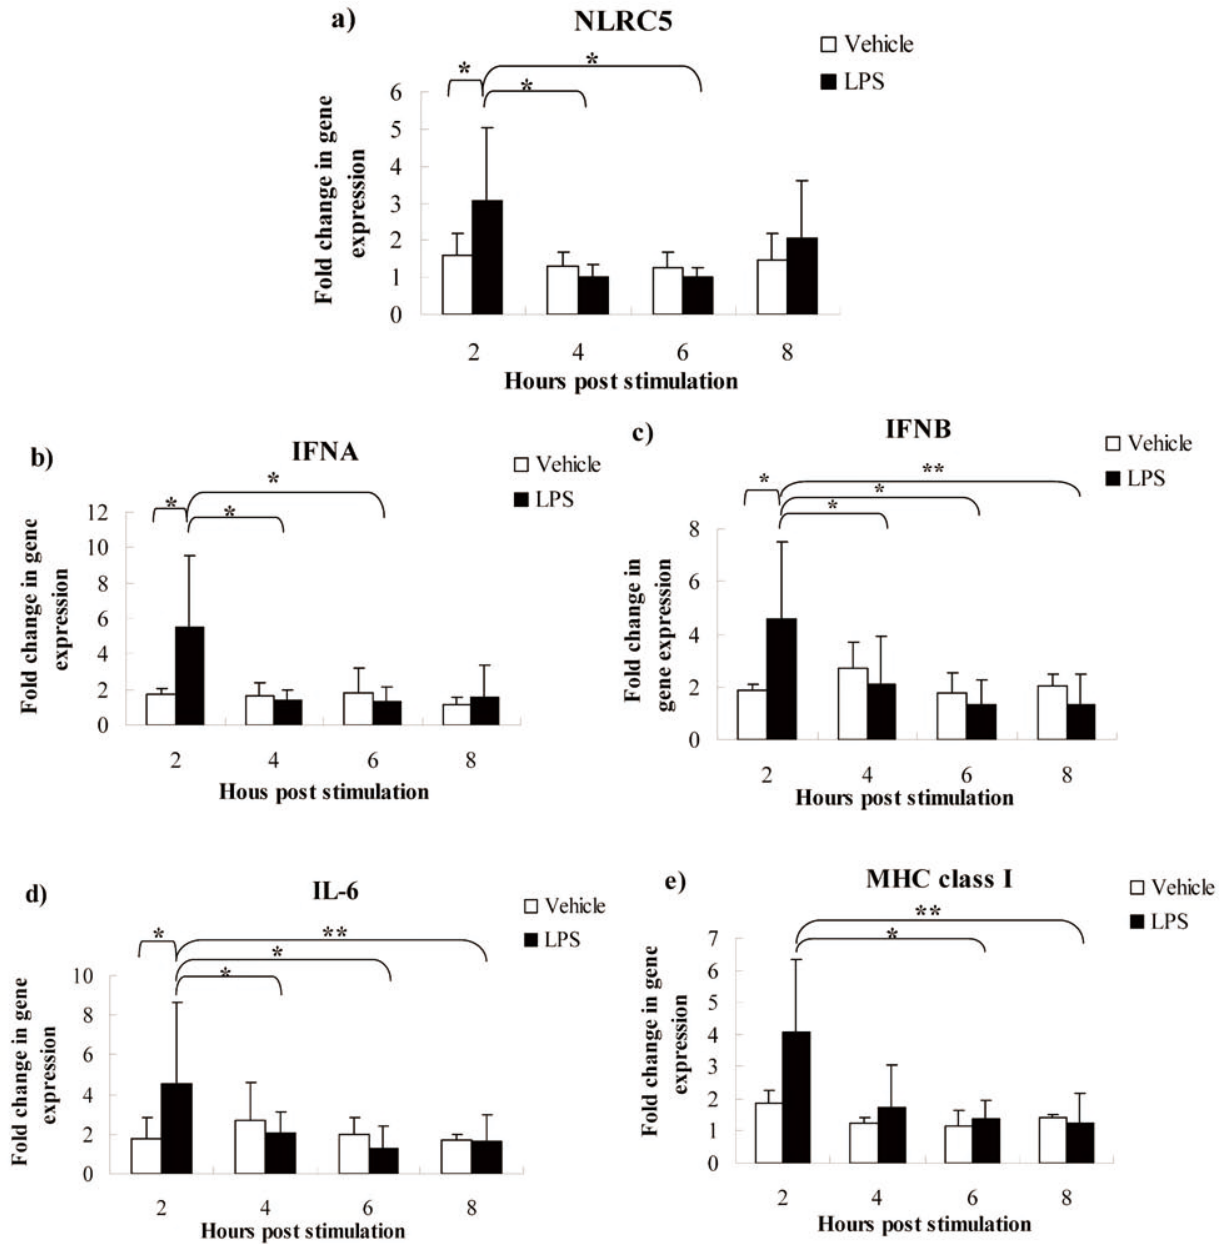 a)
NLRC5
Vehicle
LPS
*
*
*
6
5
4
3
2
1
0
Fold change in gene
expression
2 4 6 8
Hours post stimulation
b)
IFNA
Vehicle
LPS
*
*
*
12
10
8
6
4
2
0
Fold change in gene
expression
2 4 6 8
Hous post stimulation
c)
IFNB
Vehicle
LPS
**
*
*
*
8
6
4
2
0
Fold change in
gene expression
2 4 6 8
Hours post stimulation
d)
IL-6
Vehicle
LPS
*
**
*
*
10
8
6
4
2
0
Fold change in gene
expression
2 4 6 8
Hours post stimulation
e)
MHC class I
Vehicle
LPS
**
*
7
6
5
4
3
2
1
0
Fold change in gene
expression
2 4 6 8
Hours post stimulation